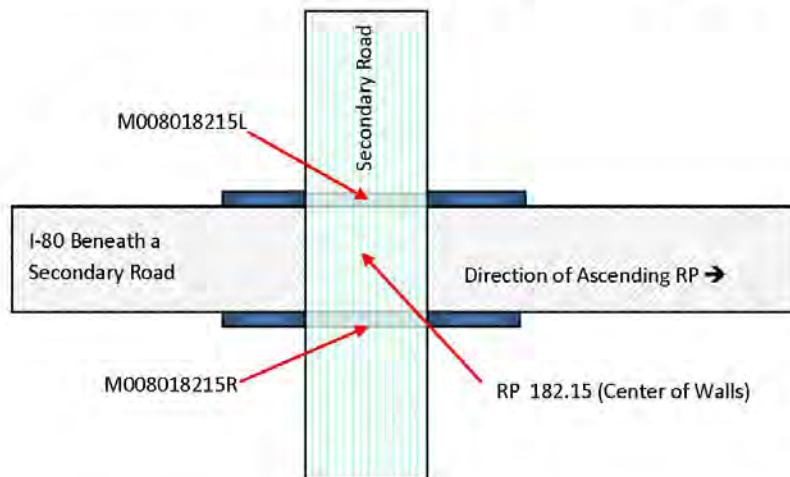 Secondary Road
M008018215L
I-80 Beneath a
Secondary Road
Direction of Ascending RP →
M008018215R
RP 182.15 (Center of Walls)